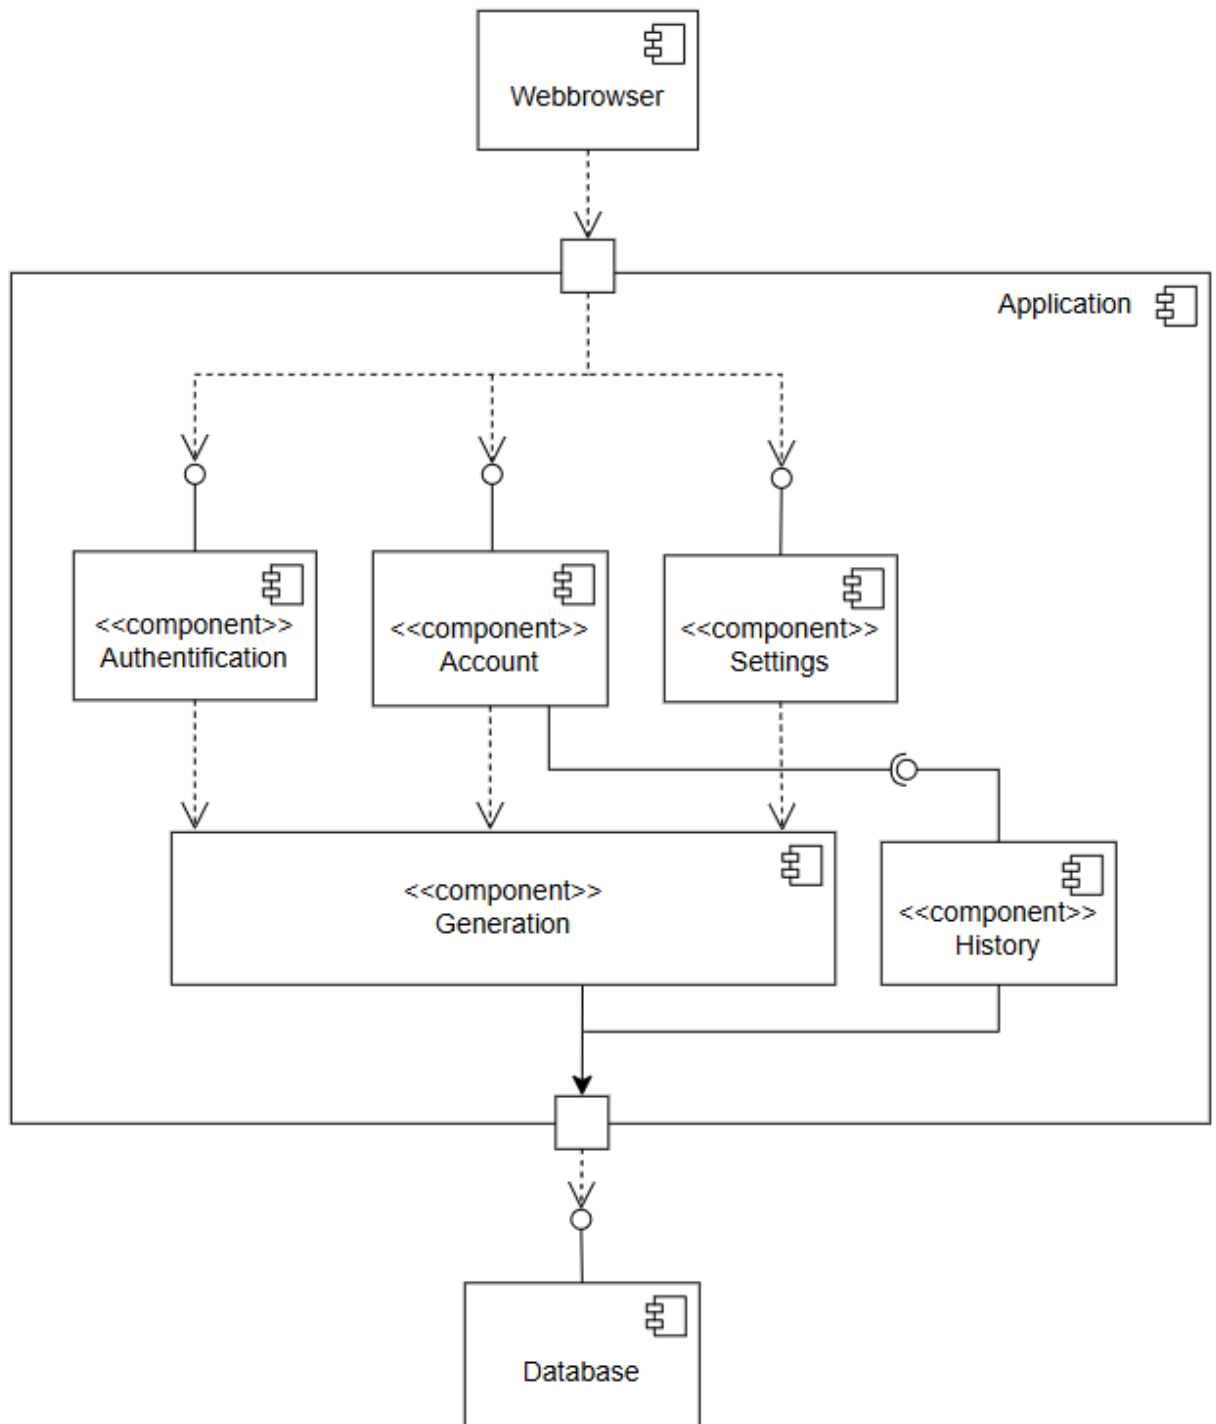 Webbrowser
Application
<<component>>
Authentification
<<component>>
Account
<<component>>
Settings
<<component>>
Generation
<<component>>
History
Database